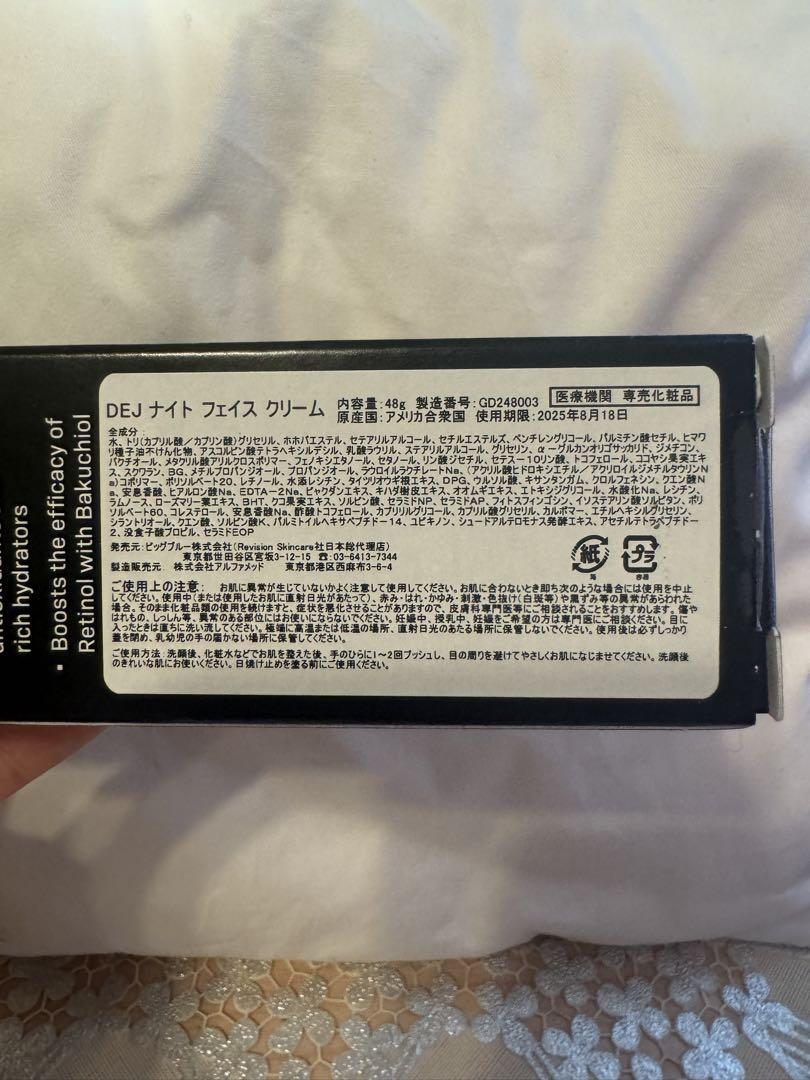 DEJ ナイト フェイス クリーム 内容量:48g 製造番号:GD248003 医療機関 専売化粧品
原産国:アメリカ合衆国 使用期限:2025年8月18日
全成分:
水、トリ(カプリル酸/カプリン酸)グリセリル、ホホバエステル、セテアリルアルコール、セチルエステルズ、ペンチレングリコール、パルミチン酸セチル、ヒマワ
リ種子油不けん化物、アスコルビン酸テトラヘキシルデシル、乳酸ラウリル、ステアリルアルコール、グリセリン、α-グルカンオリゴサッカリド、ジメチコン、
バクチオール、メタクリル酸アリルクロスポリマー、フェノキシエタノール、セタノール、リン酸ジセチル、セテス-10リン酸、トコフェロール、コココヤシ果実エキ
ス、スクワラン、BG、メチルプロパンジオール、プロパンジオール、ラウロイルラクチレートNa、(アクリル酸ヒドロキシエチル/アクリロイルジメチルタウリンN
a)コポリマー、ポリソルベート20、レチノール、水添レシチン、タイツリオウギ根エキス、DPG、ウルソル酸、キサンタンガム、クロルフェネシン、クエン酸N
a、安息香酸、ヒアルロン酸Na、EDTA-2Na、ビャクダンエキス、キハダ樹皮エキス、オオムギエキス、エトキシジグリコール、水酸化Na、レシチン、
ラムノース、ローズマリー葉エキス、BHT、クコ果実エキス、ソルビン酸、セラミドNP、セラミドAP、フィトスフィンゴシン、イソステアリン酸ソルビタン、ポリ
ソルベート60、コレステロール、安息香酸Na、酢酸トコフェロール、カプリリルグリコール、カプリル酸グリセリル、カルボマー、エチルヘキシルグリセリン、
シラントリオール、クエン酸、ソルビン酸K、パルミトイルヘキサペプチド-14、ユビキノン、シュードアルテロモナス発酵エキス、アセチルテトラペプチド-
2、没食子酸プロピル、セラミドEOP
発売元:ビッグブルー株式会社(Revision Skincare社日本総代理店)
東京都世田谷区宮坂3-12-15 ☎:03-6413-7344
製造販売元: 株式会社アルファメッド 東京都港区西麻布3-6-4
紙
プラ
ご使用上の注意: お肌に異常が生じていないかよく注意して使用してください。お肌に合わないとき即ち次のような場合には使用を中止
してください。使用中(または使用したお肌に直射日光があたって)、赤み・はれ・かゆみ・刺激・色抜け(白斑等)や黒ずみ等の異常があらわれた
場合。そのまま化粧品類の使用を続けますと、症状を悪化させることがありますので、皮膚科専門医等にご相談されることをおすすめします。傷や
はれもの、しっしん等、異常のある部位にはお使いにならないでください。妊娠中、授乳中、妊娠をご希望の方は専門医にご相談ください。目に
入ったときは直ちに洗い流してください。極端に高温または低温の場所、直射日光のあたる場所に保管しないでください。使用後は必ずしっかり
蓋を閉め、乳幼児の手の届かない場所に保管してください。
ご使用方法:洗顔後、化粧水などでお肌を整えた後、手のひらに1~2回プッシュし、目の周りを避けてやさしくお肌になじませてください。洗顔後
のきれいな肌にお使いください。日焼け止めを塗る前にご使用ください。
rich hydrators
• Boosts the efficacy of
Retinol with Bakuchiol